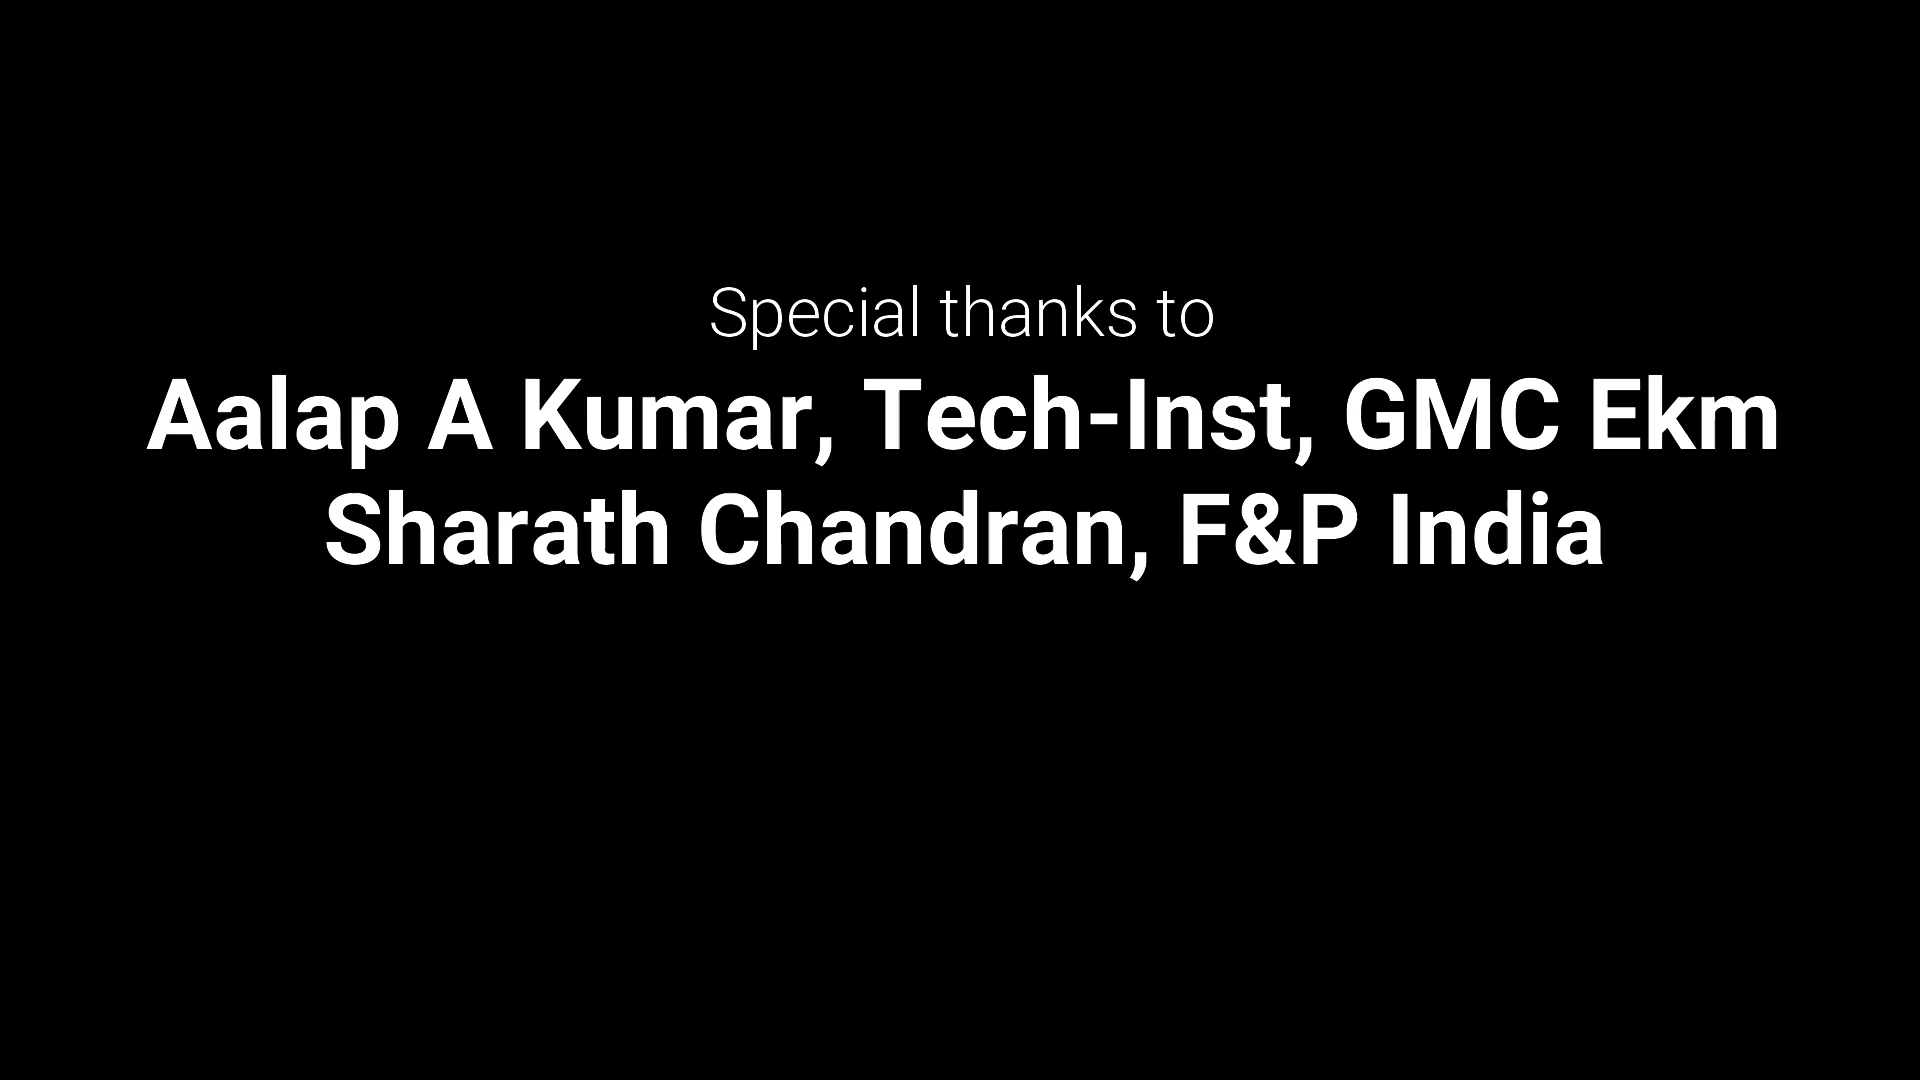 Special thanks to
Aalap A Kumar, Tech-Inst, GMC Ekm
Sharath Chandran, F&P India